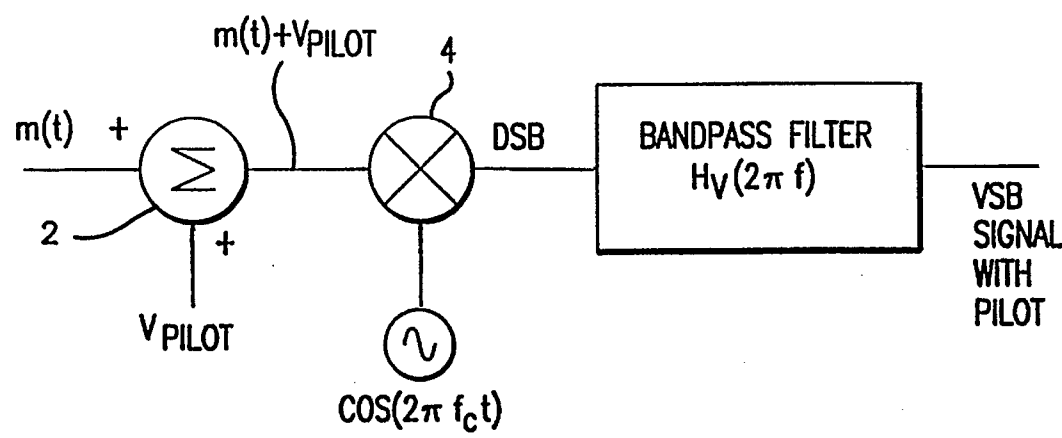 m(t)+VPILOT
4
m(t) +
Σ
DSB
BANDPASS FILTER
HV(2π f)
2
+
VPILOT
COS(2π fct)
VSB
SIGNAL
WITH
PILOT